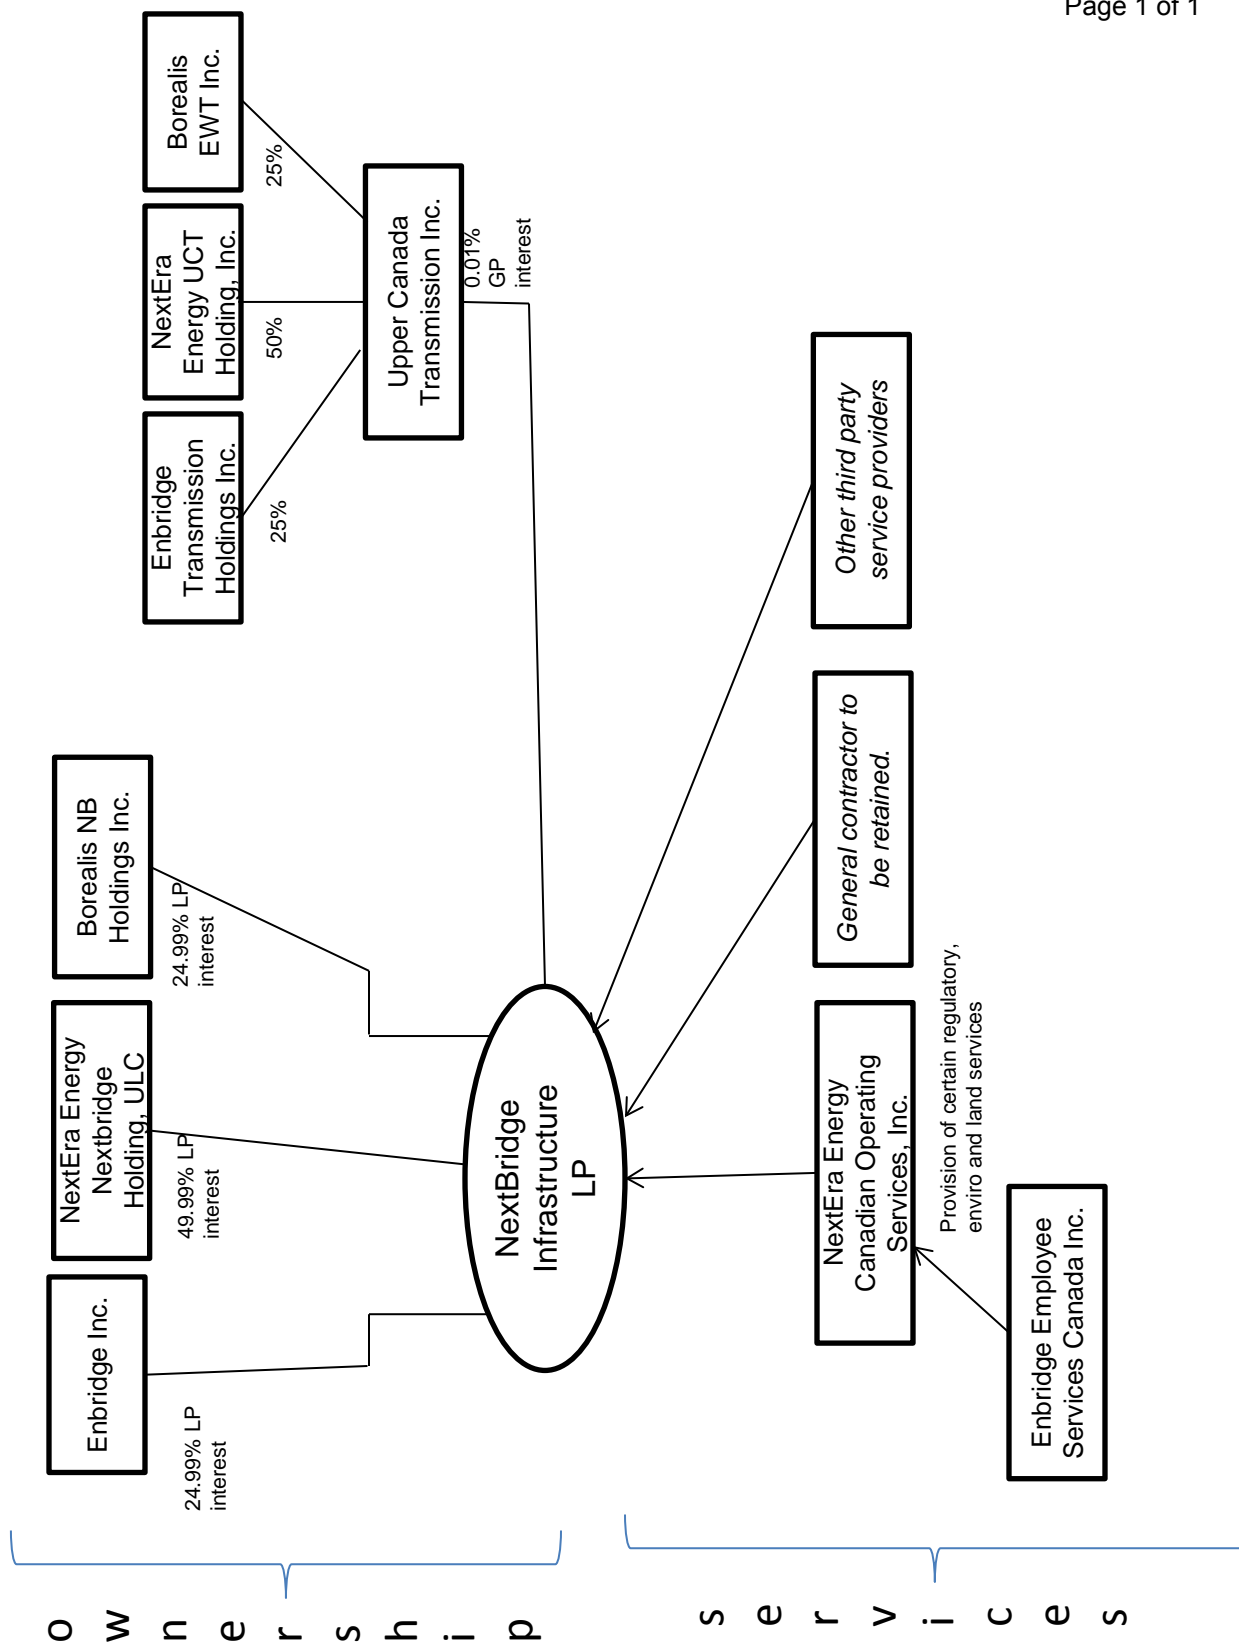 Page 1 of 1
o
w
n
e
r
s
h
i
p
Enbridge Inc.
24.99% LP
interest
NextEra Energy
Nextbridge
Holding, ULC
49.99% LP
interest
Borealis NB
Holdings Inc.
24.99% LP
interest
Enbridge
Transmission
Holdings Inc.
25%
NextEra
Energy UCT
Holding, Inc.
50%
Borealis
EWT Inc.
25%
Upper Canada
Transmission Inc.
0.01%
GP
interest
NextBridge
Infrastructure
LP
s
e
r
v
i
c
e
s
NextEra Energy
Canadian Operating
Services, Inc.
General contractor to
be retained.
Other third party
service providers
Provision of certain regulatory,
enviro and land services
Enbridge Employee
Services Canada Inc.